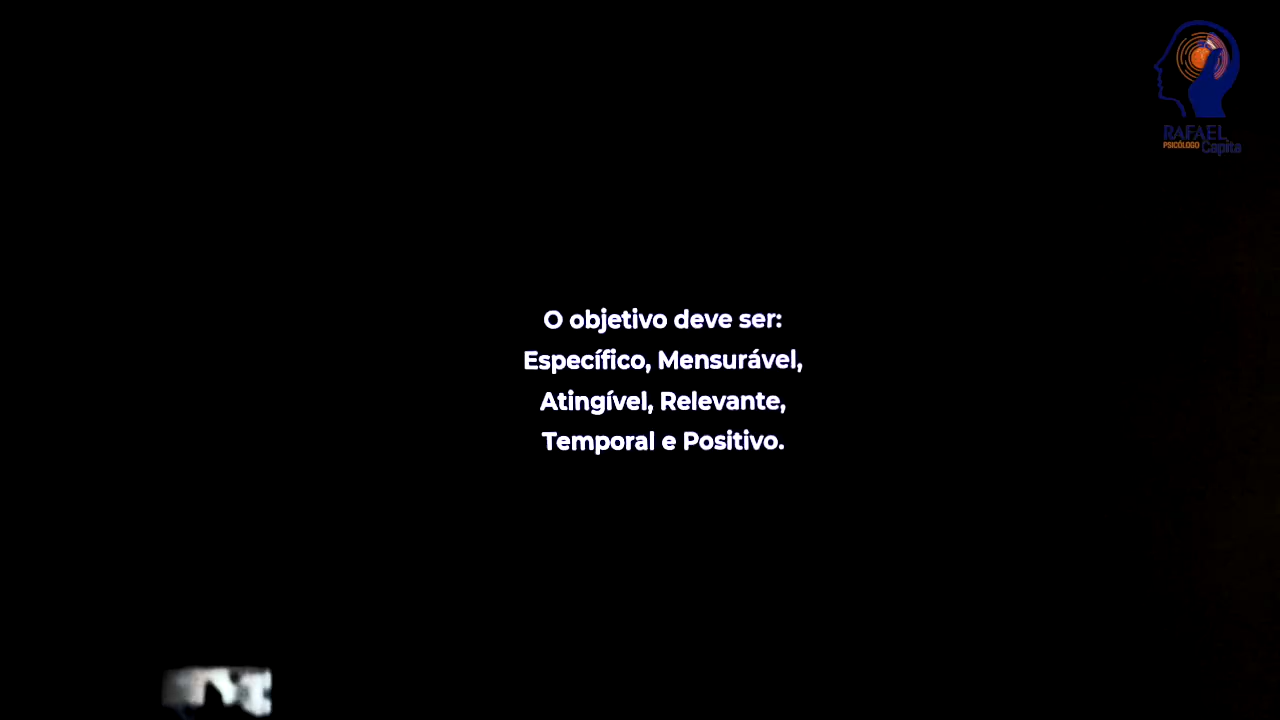 RAFAEL
PSICÓLOGO Capita
O objetivo deve ser:
Específico, Mensurável,
Atingível, Relevante,
Temporal e Positivo.